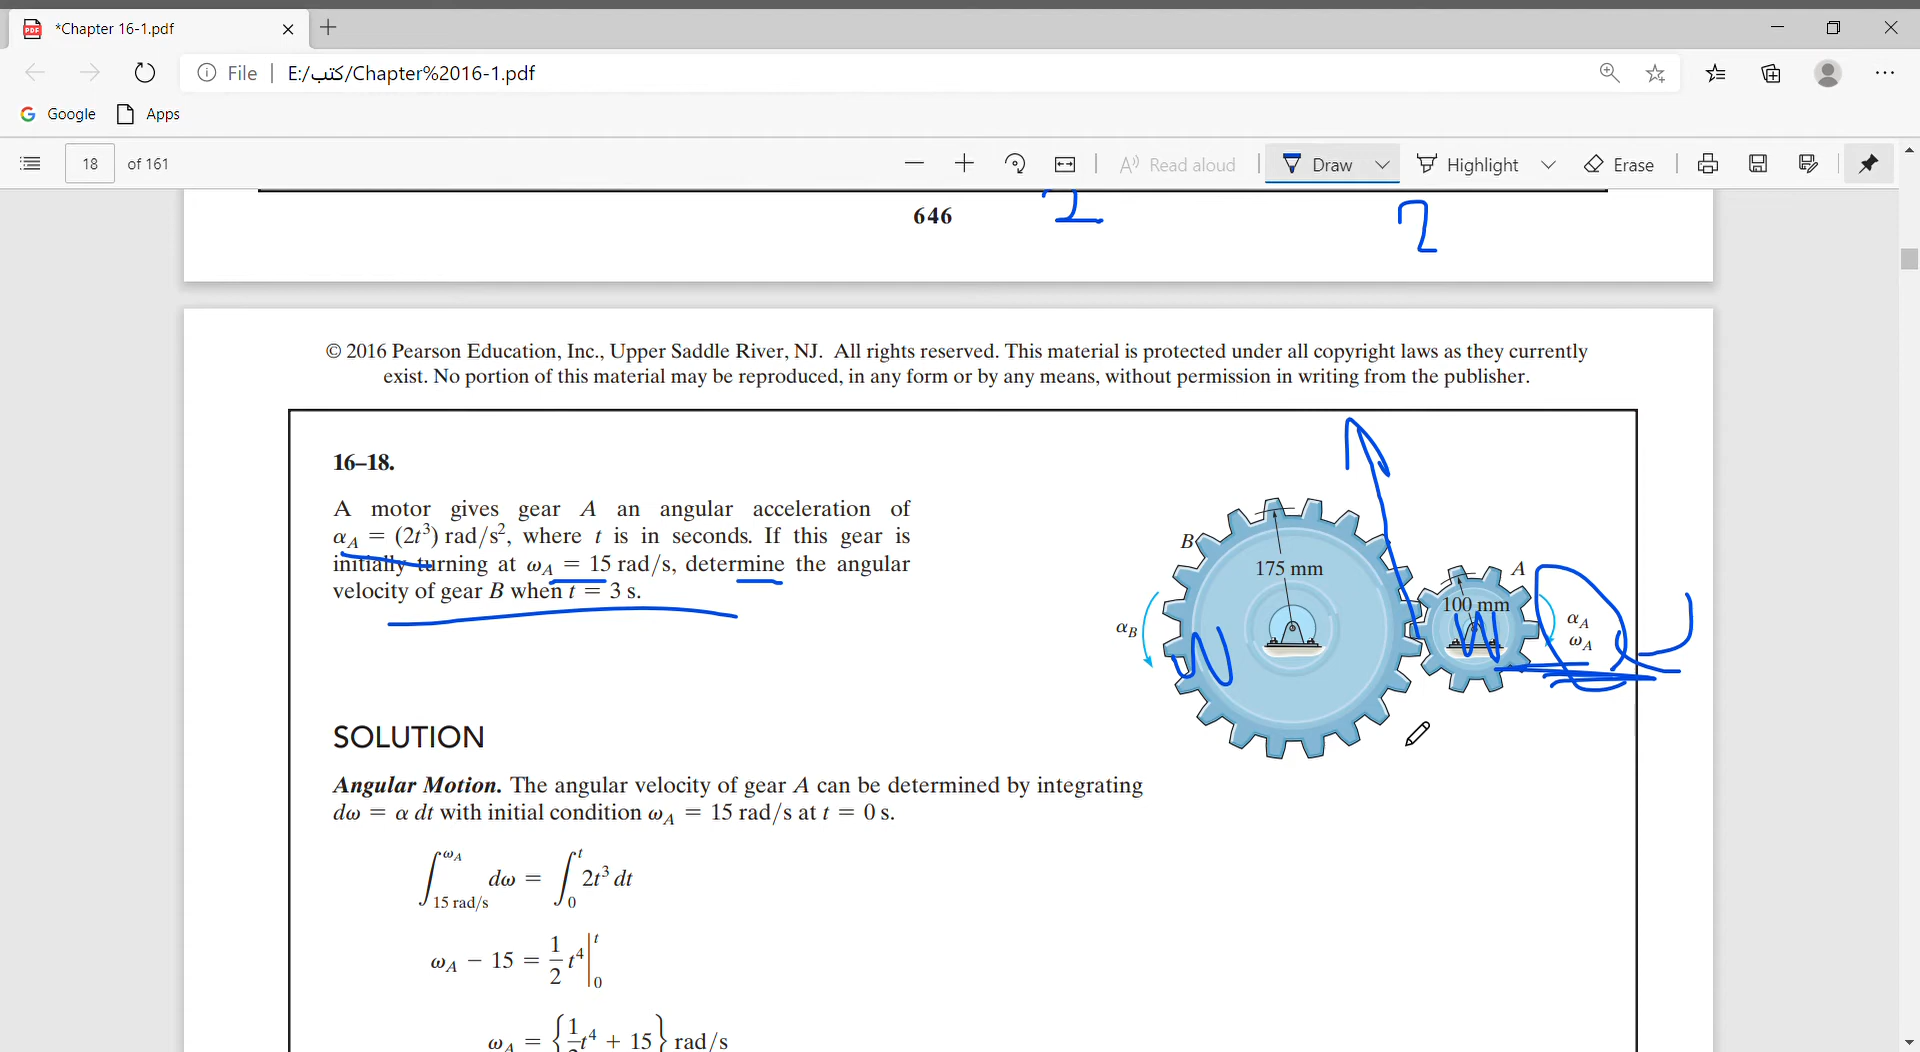 *Chapter 16-1.pdf
File | E:/كتب/Chapter%2016-1.pdf
Google Apps
18 of 161 Read aloud Draw Highlight Erase
646
2
© 2016 Pearson Education, Inc., Upper Saddle River, NJ. All rights reserved. This material is protected under all copyright laws as they currently
exist. No portion of this material may be reproduced, in any form or by any means, without permission in writing from the publisher.
16–18.
A motor gives gear A an angular acceleration of
αA = (2t³) rad/s², where t is in seconds. If this gear is
initially turning at ωA = 15 rad/s, determine the angular
velocity of gear B when t = 3 s.
B
175 mm
A
100 mm
αB
αA
ωA
SOLUTION
Angular Motion. The angular velocity of gear A can be determined by integrating
dω = α dt with initial condition ωA = 15 rad/s at t = 0 s.
∫_{15 rad/s}^{ωA} dω = ∫_0^t 2t³ dt
ωA − 15 = 1/2 t⁴ |_0^t
ωA = {1/2 t⁴ + 15} rad/s